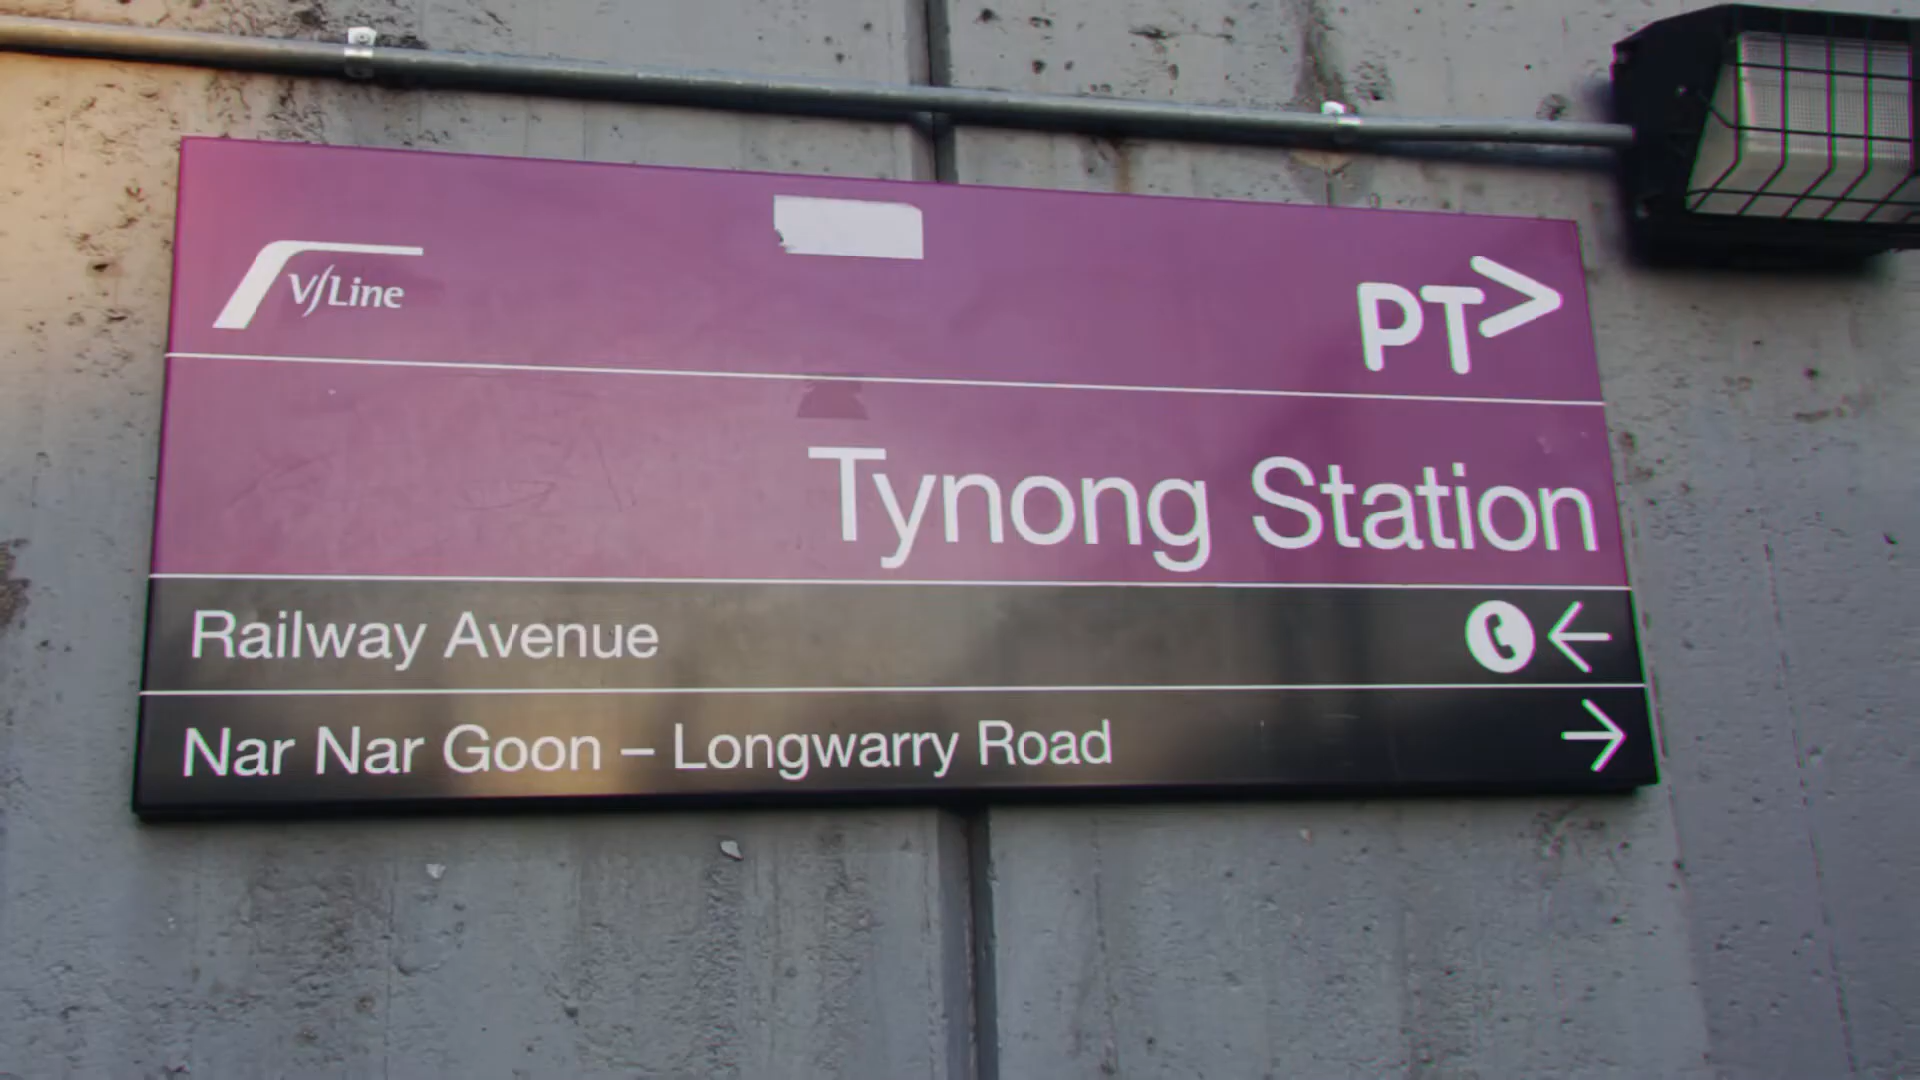 V/Line
PT>
Tynong Station
Railway Avenue
Nar Nar Goon – Longwarry Road